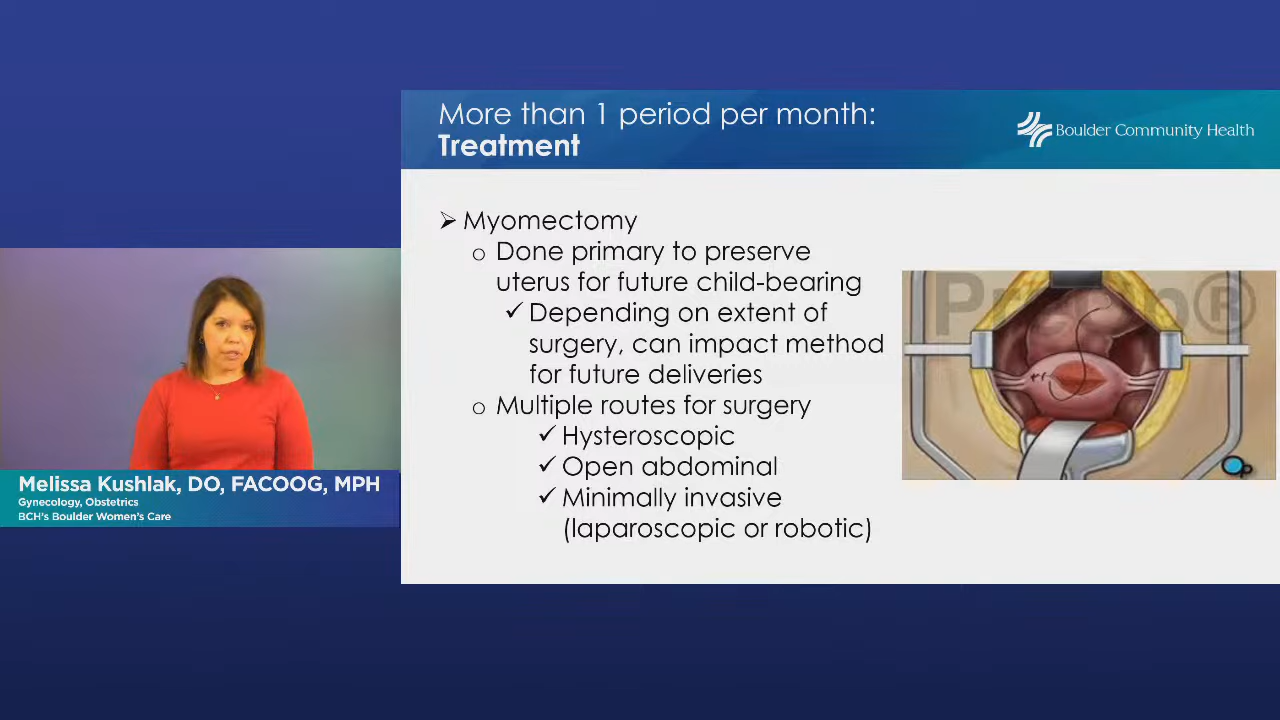 More than 1 period per month:
Treatment
Boulder Community Health
➢ Myomectomy
o Done primary to preserve
uterus for future child-bearing
✓ Depending on extent of
surgery, can impact method
for future deliveries
o Multiple routes for surgery
✓ Hysteroscopic
✓ Open abdominal
✓ Minimally invasive
(laparoscopic or robotic)
Melissa Kushlak, DO, FACOOG, MPH
Gynecology, Obstetrics
BCH's Boulder Women's Care